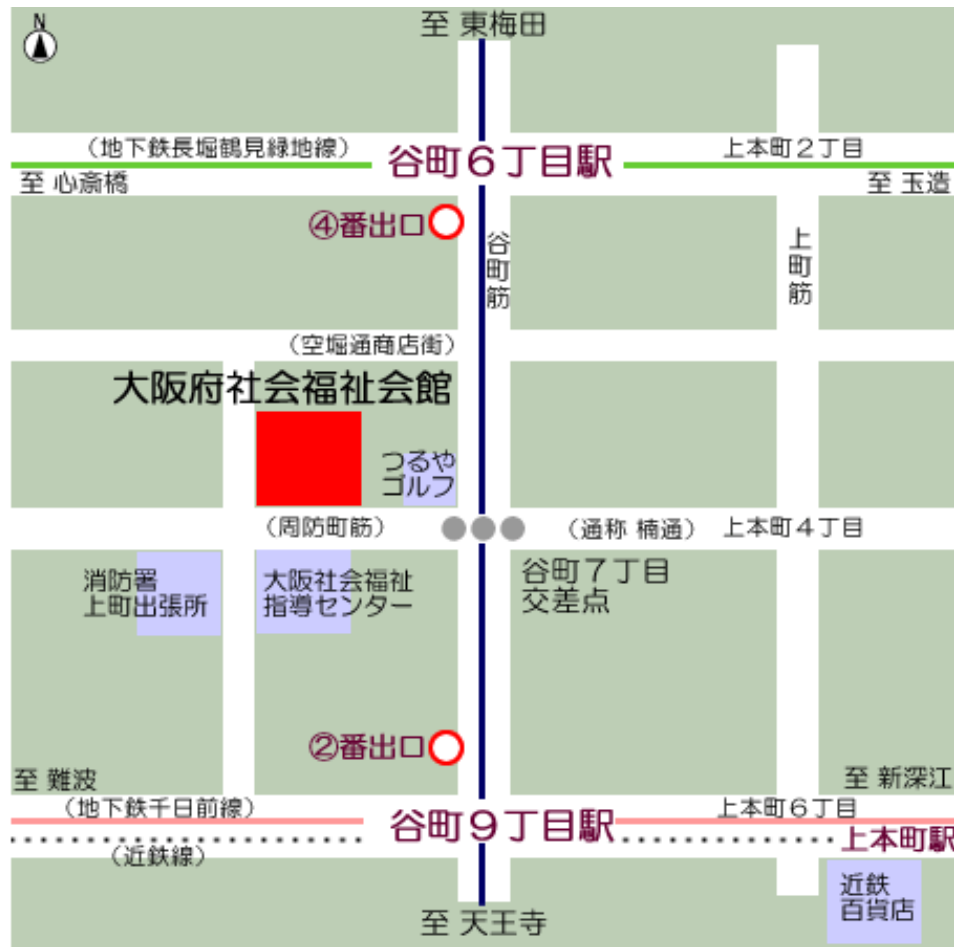 N
至 東梅田
（地下鉄長堀鶴見緑地線）
谷町６丁目駅
上本町２丁目
至 心斎橋
至 玉造
④番出口
谷町筋
上町筋
（空堀通商店街）
大阪府社会福祉会館
つるや
ゴルフ
（周防町筋）
（通称 楠通）
上本町４丁目
消防署
上町出張所
大阪社会福祉
指導センター
谷町７丁目
交差点
②番出口
至 難波
至 新深江
（地下鉄千日前線）
谷町９丁目駅
上本町６丁目
（近鉄線）
上本町駅
近鉄
百貨店
至 天王寺